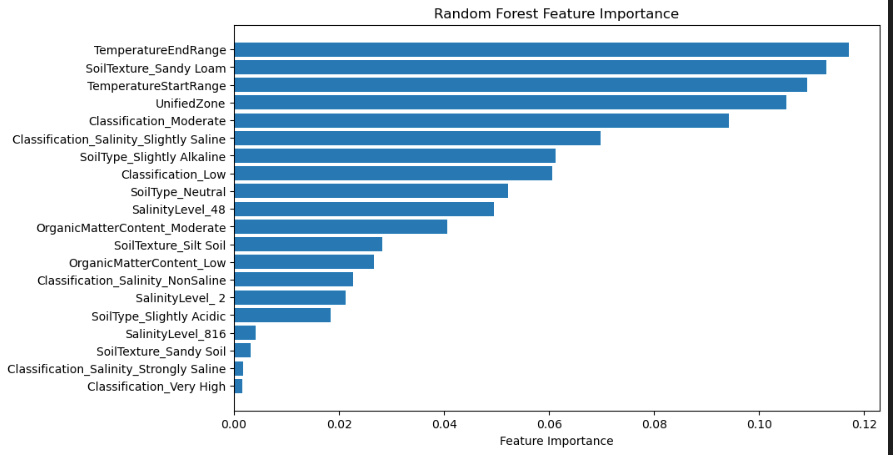 Random Forest Feature Importance
TemperatureEndRange
SoilTexture_Sandy Loam
TemperatureStartRange
UnifiedZone
Classification_Moderate
Classification_Salinity_Slightly Saline
SoilType_Slightly Alkaline
Classification_Low
SoilType_Neutral
SalinityLevel_48
OrganicMatterContent_Moderate
SoilTexture_Silt Soil
OrganicMatterContent_Low
Classification_Salinity_NonSaline
SalinityLevel_ 2
SoilType_Slightly Acidic
SalinityLevel_816
SoilTexture_Sandy Soil
Classification_Salinity_Strongly Saline
Classification_Very High
0.00 0.02 0.04 0.06 0.08 0.10 0.12
Feature Importance